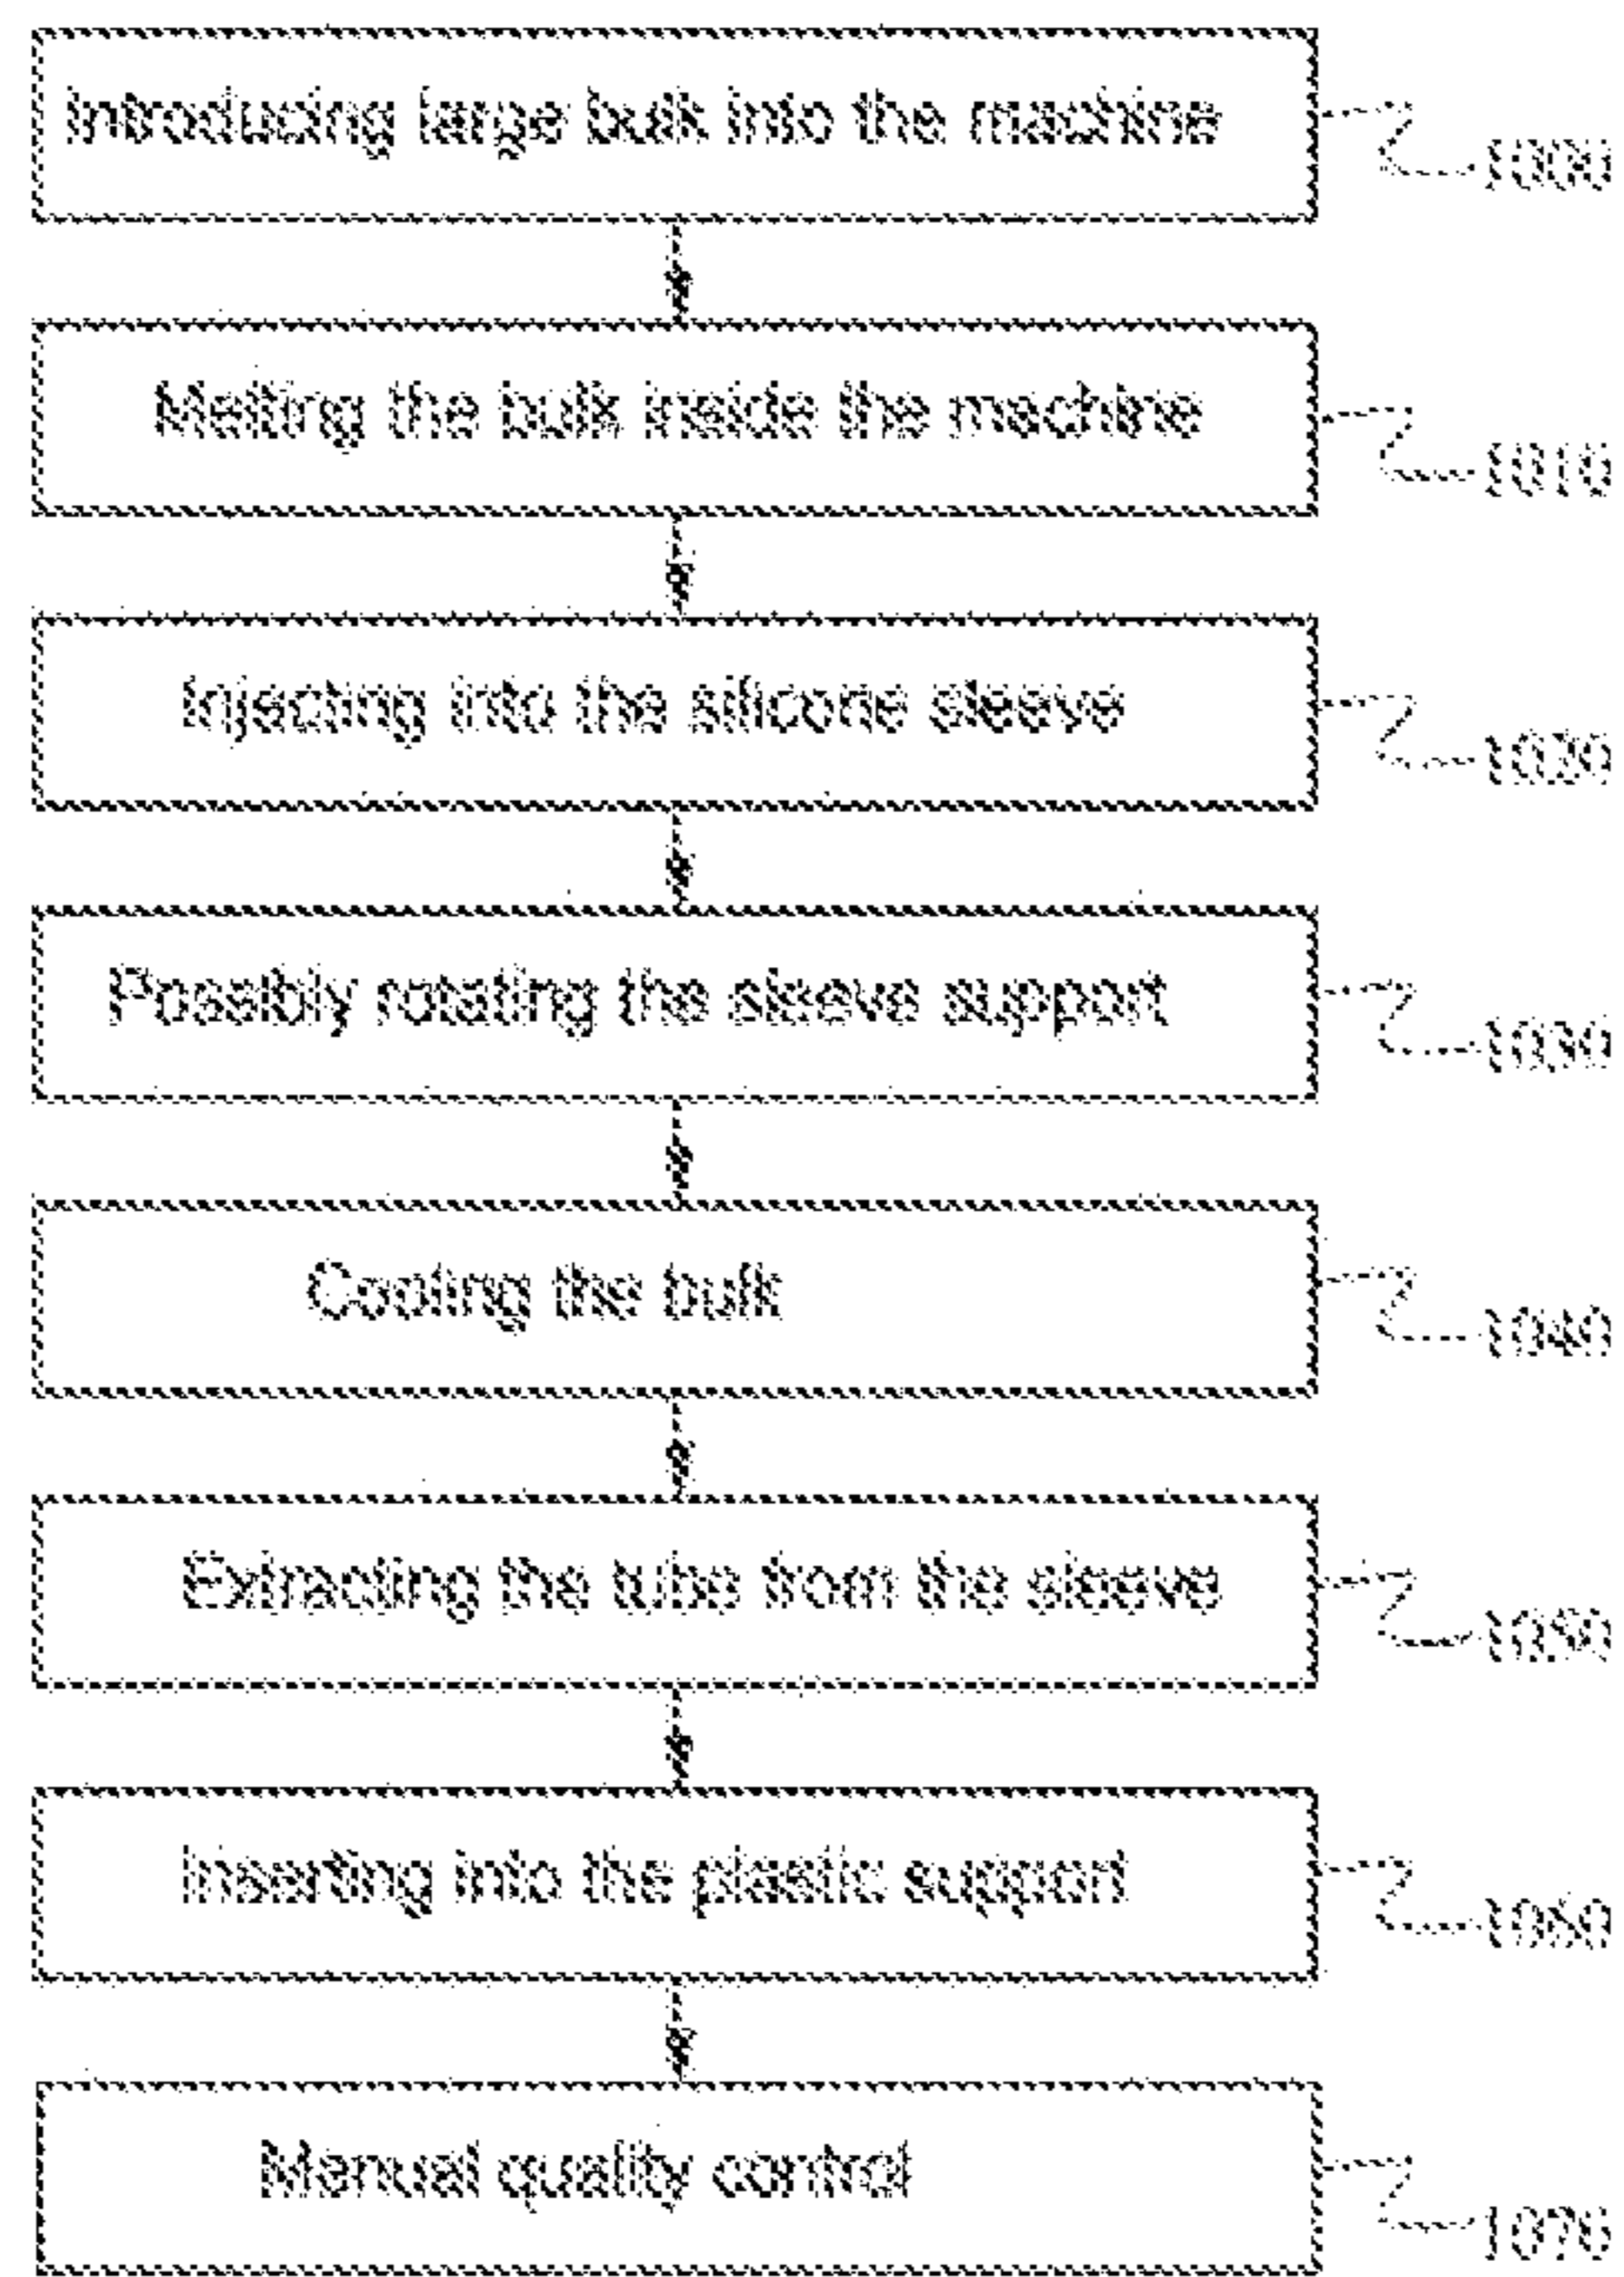 Introducing large bulk into the machine
1000
Melting the bulk inside the machine
1010
Injecting into the silicone sleeve
1020
Possibly rotating the sleeve support
1030
Cooling the bulk
1040
Extracting the tube from the sleeve
1050
Inserting into the plastic support
1060
Manual quality control
1070